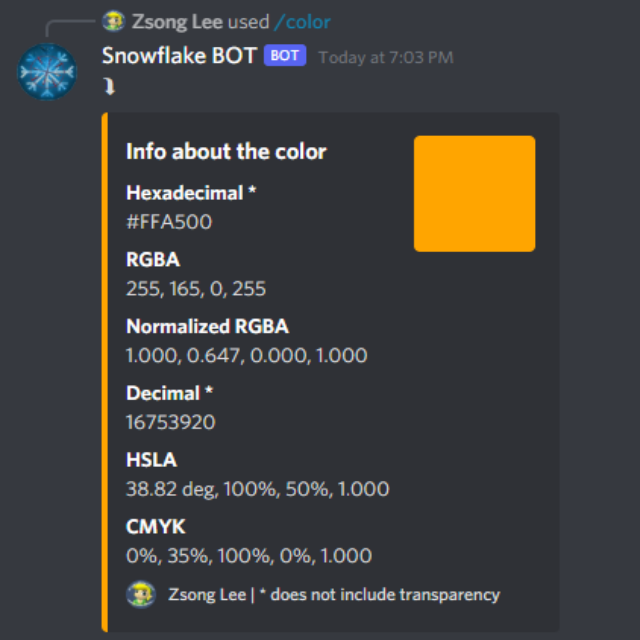 Zsong Lee used /color
Snowflake BOT BOT Today at 7:03 PM
Info about the color
Hexadecimal *
#FFA500
RGBA
255, 165, 0, 255
Normalized RGBA
1.000, 0.647, 0.000, 1.000
Decimal *
16753920
HSLA
38.82 deg, 100%, 50%, 1.000
CMYK
0%, 35%, 100%, 0%, 1.000
Zsong Lee | * does not include transparency